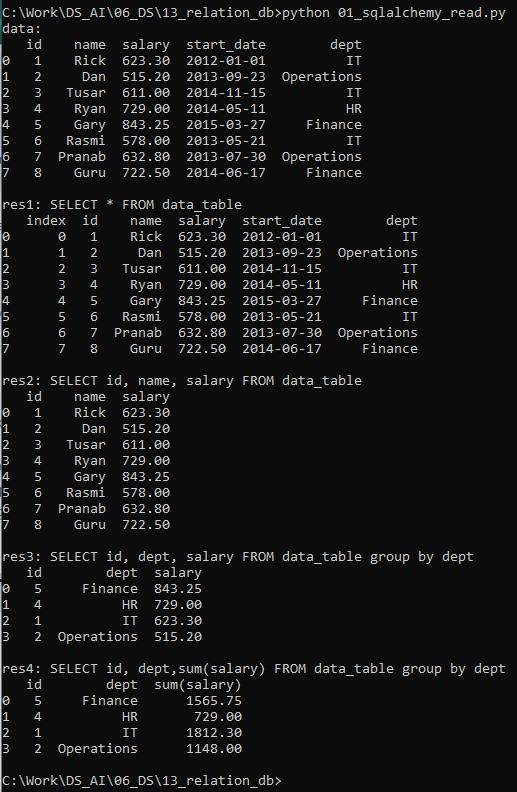 C:\Work\DS_AI\06_DS\13_relation_db>python 01_sqlalchemy_read.py
data:
   id    name  salary  start_date        dept
0   1    Rick  623.30  2012-01-01          IT
1   2     Dan  515.20  2013-09-23  Operations
2   3   Tusar  611.00  2014-11-15          IT
3   4    Ryan  729.00  2014-05-11          HR
4   5    Gary  843.25  2015-03-27     Finance
5   6   Rasmi  578.00  2013-05-21          IT
6   7  Pranab  632.80  2013-07-30  Operations
7   8    Guru  722.50  2014-06-17     Finance

res1: SELECT * FROM data_table
   index  id    name  salary  start_date        dept
0      0   1    Rick  623.30  2012-01-01          IT
1      1   2     Dan  515.20  2013-09-23  Operations
2      2   3   Tusar  611.00  2014-11-15          IT
3      3   4    Ryan  729.00  2014-05-11          HR
4      4   5    Gary  843.25  2015-03-27     Finance
5      5   6   Rasmi  578.00  2013-05-21          IT
6      6   7  Pranab  632.80  2013-07-30  Operations
7      7   8    Guru  722.50  2014-06-17     Finance

res2: SELECT id, name, salary FROM data_table
   id    name  salary
0   1    Rick  623.30
1   2     Dan  515.20
2   3   Tusar  611.00
3   4    Ryan  729.00
4   5    Gary  843.25
5   6   Rasmi  578.00
6   7  Pranab  632.80
7   8    Guru  722.50

res3: SELECT id, dept, salary FROM data_table group by dept
   id        dept  salary
0   5     Finance  843.25
1   4          HR  729.00
2   1          IT  623.30
3   2  Operations  515.20

res4: SELECT id, dept,sum(salary) FROM data_table group by dept
   id        dept  sum(salary)
0   5     Finance      1565.75
1   4          HR       729.00
2   1          IT      1812.30
3   2  Operations      1148.00

C:\Work\DS_AI\06_DS\13_relation_db>